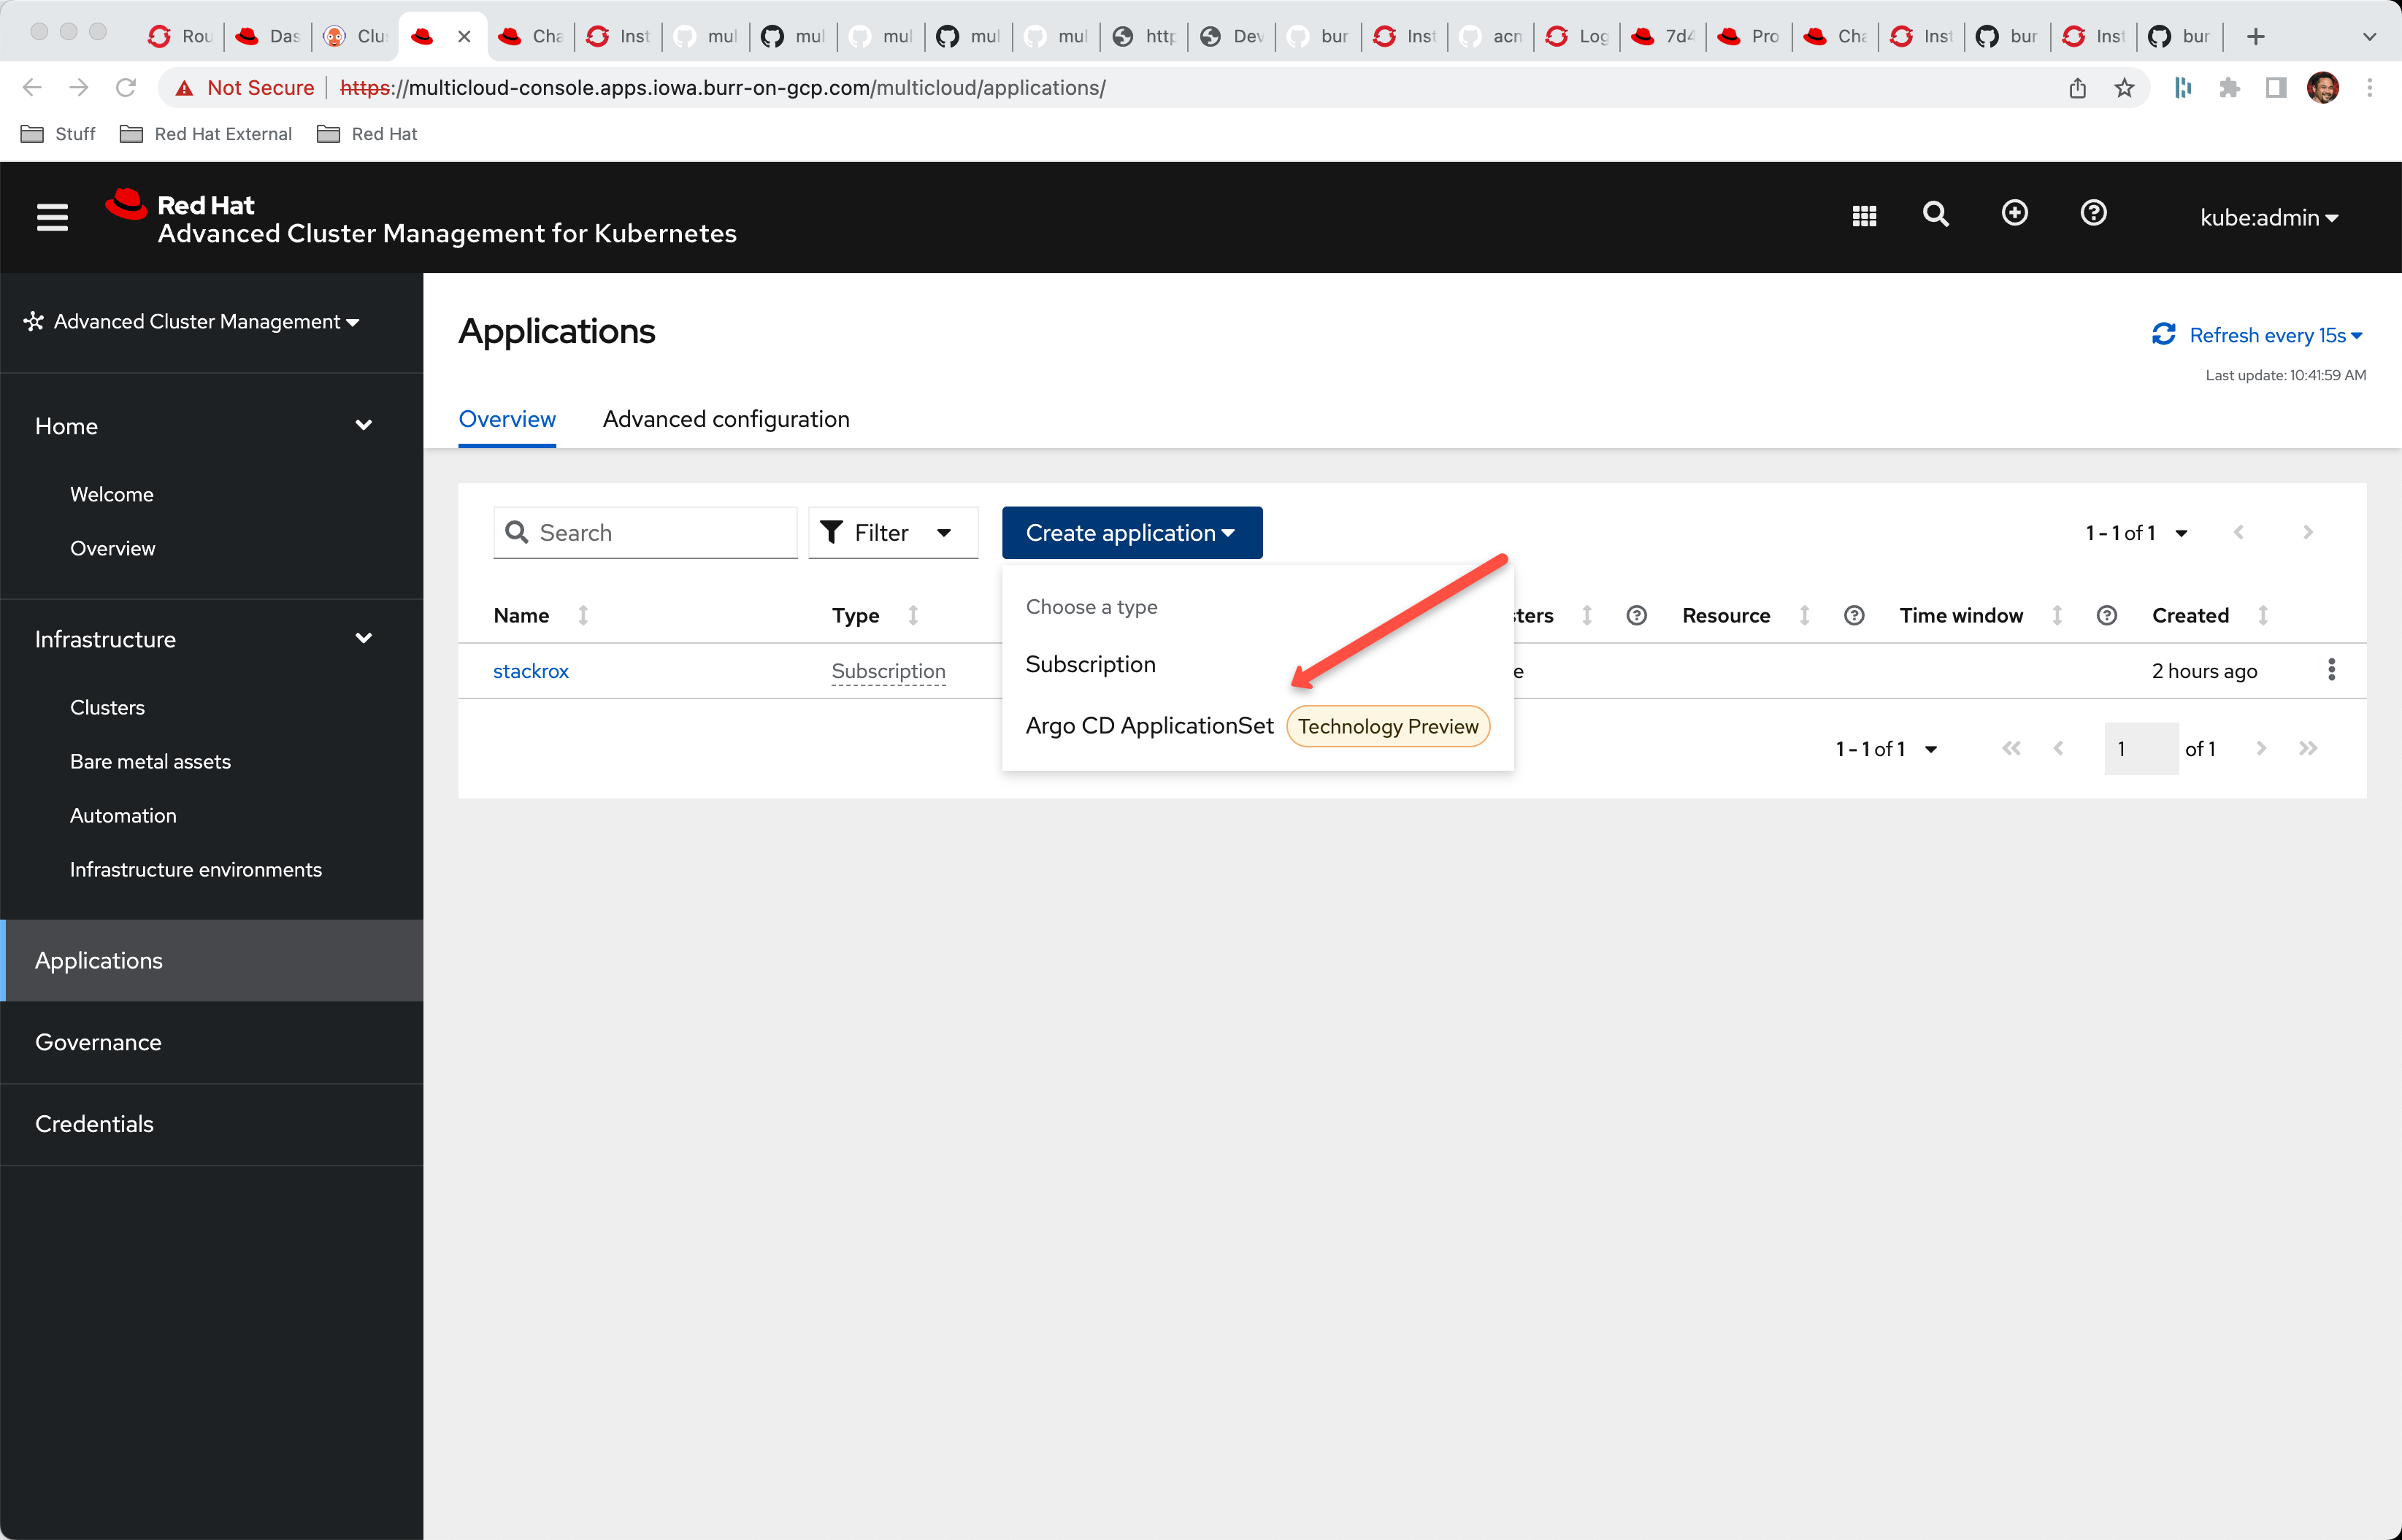 Rou
Das
Clu
Cha
Inst
mul
mul
mul
mul
mul
http
Dev
bur
Inst
acm
Log
7d4
Pro
Cha
Inst
bur
Inst
bur
Not Secure
https://multicloud-console.apps.iowa.burr-on-gcp.com/multicloud/applications/
Stuff
Red Hat External
Red Hat
Red Hat
Advanced Cluster Management for Kubernetes
kube:admin
Advanced Cluster Management
Home
Welcome
Overview
Infrastructure
Clusters
Bare metal assets
Automation
Infrastructure environments
Applications
Governance
Credentials
Applications
Refresh every 15s
Last update: 10:41:59 AM
Overview
Advanced configuration
Search
Filter
Create application
1 - 1 of 1
Choose a type
Subscription
Argo CD ApplicationSet
Technology Preview
Name
Type
sters
Resource
Time window
Created
stackrox
Subscription
e
2 hours ago
1 - 1 of 1
1
of 1